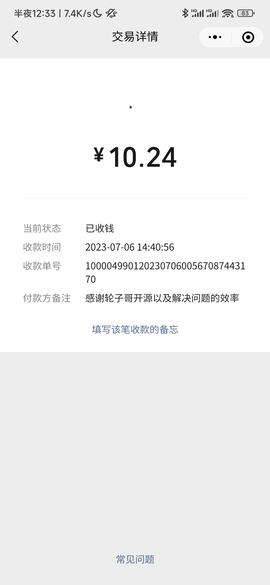 半夜12:33 | 7.4K/s
83
交易详情
¥10.24
当前状态 已收钱
收款时间 2023-07-06 14:40:56
收款单号 100004990120230706005670874431
70
付款方备注 感谢轮子哥开源以及解决问题的效率
填写该笔收款的备忘
常见问题